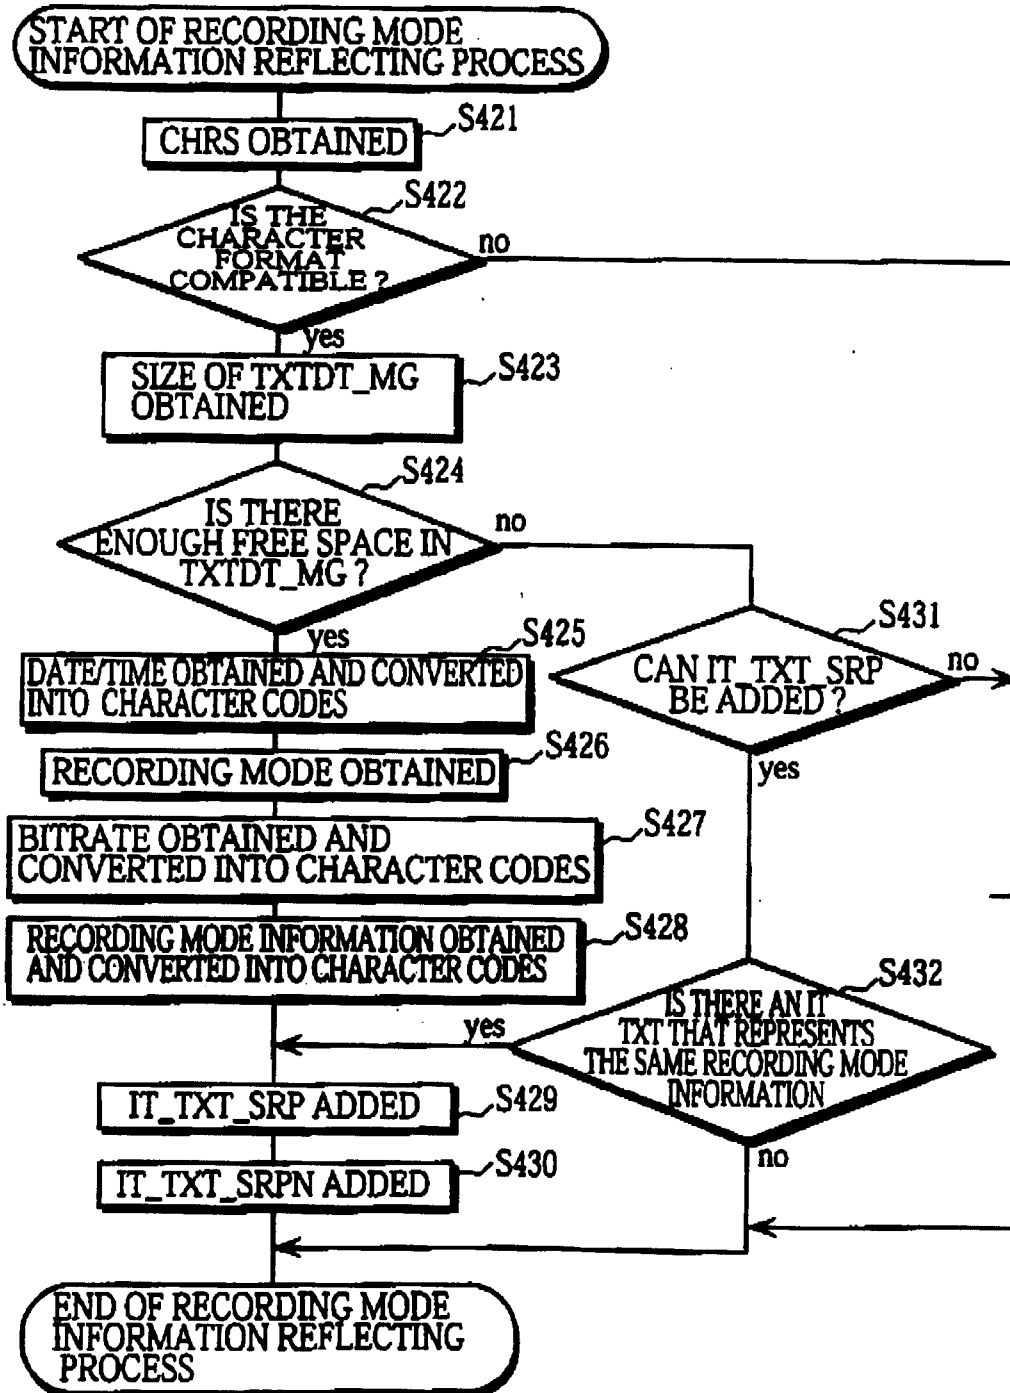 START OF RECORDING MODE
INFORMATION REFLECTING PROCESS
S421
CHRS OBTAINED
S422
IS THE
CHARACTER
FORMAT
COMPATIBLE ?
no
yes
SIZE OF TXTDT_MG
OBTAINED
S423
S424
IS THERE
ENOUGH FREE SPACE IN
TXTDT_MG ?
no
yes
S425
DATE/TIME OBTAINED AND CONVERTED
INTO CHARACTER CODES
S431
CAN IT_TXT_SRP
BE ADDED ?
no
yes
S426
RECORDING MODE OBTAINED
S427
BITRATE OBTAINED AND
CONVERTED INTO CHARACTER CODES
S428
RECORDING MODE INFORMATION OBTAINED
AND CONVERTED INTO CHARACTER CODES
S432
IS THERE AN IT
TXT THAT REPRESENTS
THE SAME RECORDING MODE
INFORMATION
yes
no
IT_TXT_SRP ADDED
S429
IT_TXT_SRPN ADDED
S430
END OF RECORDING MODE
INFORMATION REFLECTING
PROCESS